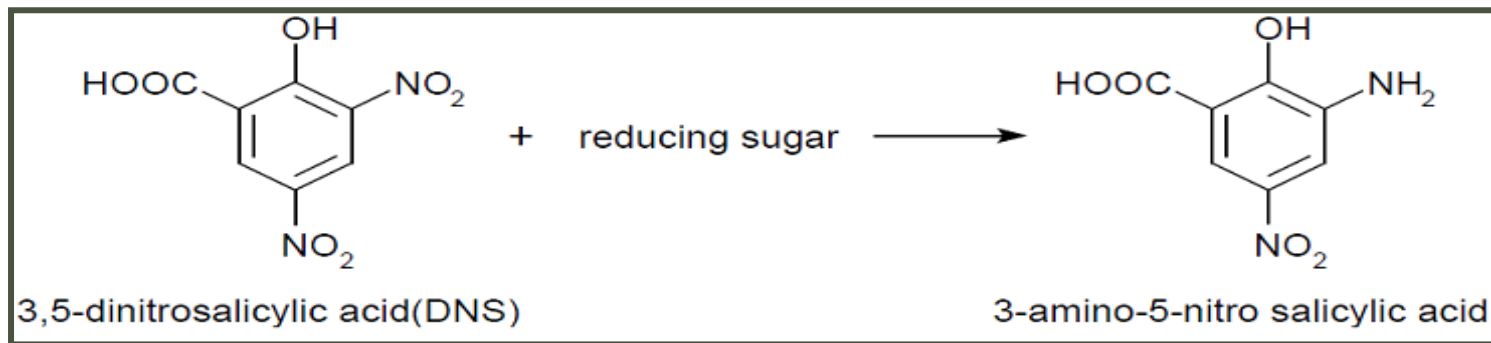 OH
HOOC
NO2
+ reducing sugar
NO2
3,5-dinitrosalicylic acid(DNS)
OH
HOOC
NH2
NO2
3-amino-5-nitro salicylic acid